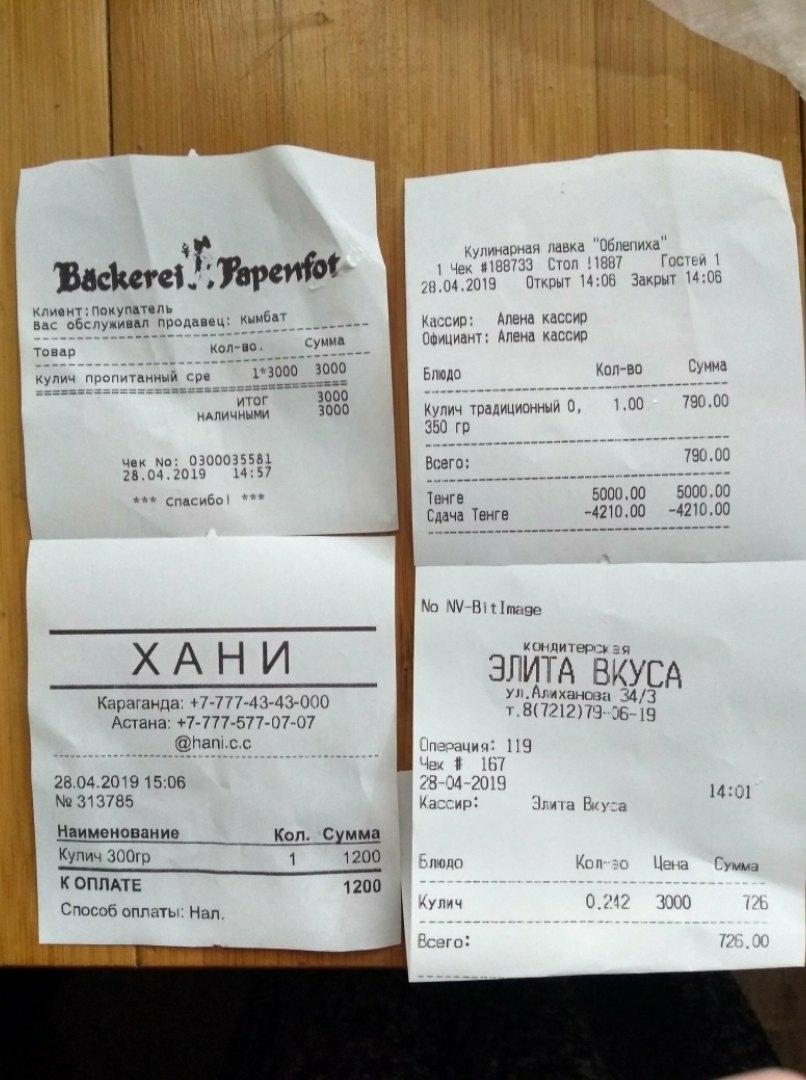 Bäckerei Papenfot
Клиент:Покупатель
Вас обслуживал продавец: Кымбат
Товар Кол-во. Сумма
Кулич пропитанный сре 1*3000 3000
ИТОГ 3000
НАЛИЧНЫМИ 3000
Чек No: 0300035581
28.04.2019 14:57
*** Спасибо! ***
Кулинарная лавка "Облепиха"
1 Чек #188733 Стол !1887 Гостей 1
28.04.2019 Открыт 14:06 Закрыт 14:06
Кассир: Алена кассир
Официант: Алена кассир
Блюдо Кол-во Сумма
Кулич традиционный 0, 1.00 790.00
350 гр
Всего: 790.00
Тенге 5000.00 5000.00
Сдача Тенге -4210.00 -4210.00
ХАНИ
Караганда: +7-777-43-43-000
Астана: +7-777-577-07-07
@hani.c.c
28.04.2019 15:06
№ 313785
Наименование Кол. Сумма
Кулич 300гр 1 1200
К ОПЛАТЕ 1200
Способ оплаты: Нал.
No NV-BitImage
кондитерская
ЭЛИТА ВКУСА
ул.Алиханова 34/3
т.8(7212)79-06-19
Операция: 119
Чек # 167
28-04-2019 14:01
Кассир: Элита Вкуса
Блюдо Кол-во Цена Сумма
Кулич 0.242 3000 726
Всего: 726.00